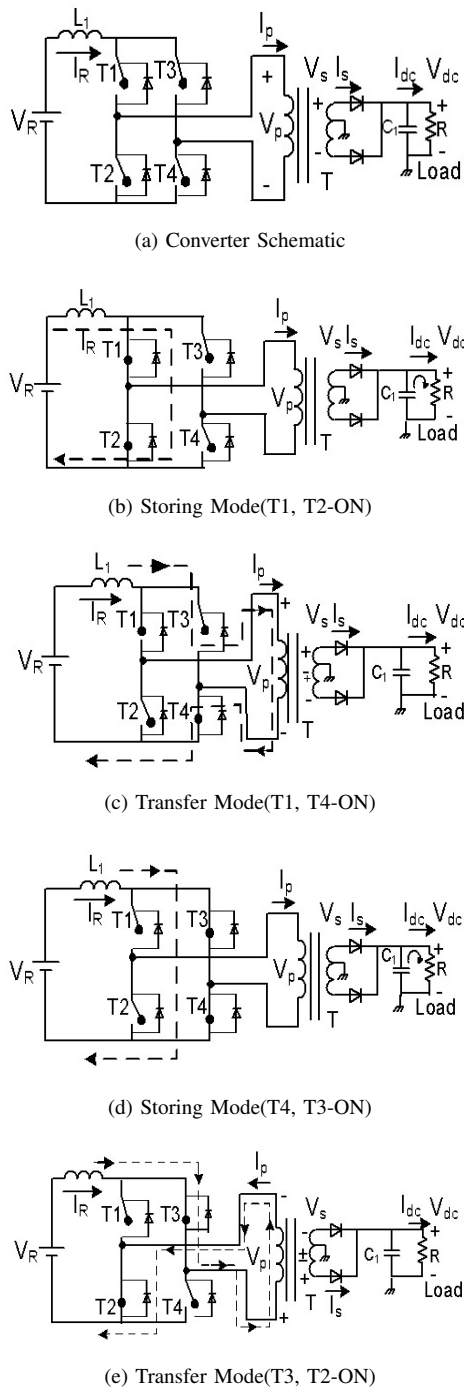 L1 IR T1 T3 Ip Vs Is Idc Vdc
VR + Vp - + - C1 + R -
T2 T4 T Load
(a) Converter Schematic
L1 IR T1 T3 Ip Vs Is Idc Vdc
VR Vp C1 + R -
T2 T4 T Load
(b) Storing Mode(T1, T2-ON)
L1 IR T1 T3 Ip Vs Is Idc Vdc
VR + Vp - + - C1 + R -
T2 T4 T Load
(c) Transfer Mode(T1, T4-ON)
L1 IR T1 T3 Ip Vs Is Idc Vdc
VR Vp C1 + R -
T2 T4 T Load
(d) Storing Mode(T4, T3-ON)
L1 IR T1 T3 Ip Vs Idc Vdc
VR - Vp + - + C1 + R -
T2 T4 T Is Load
(e) Transfer Mode(T3, T2-ON)